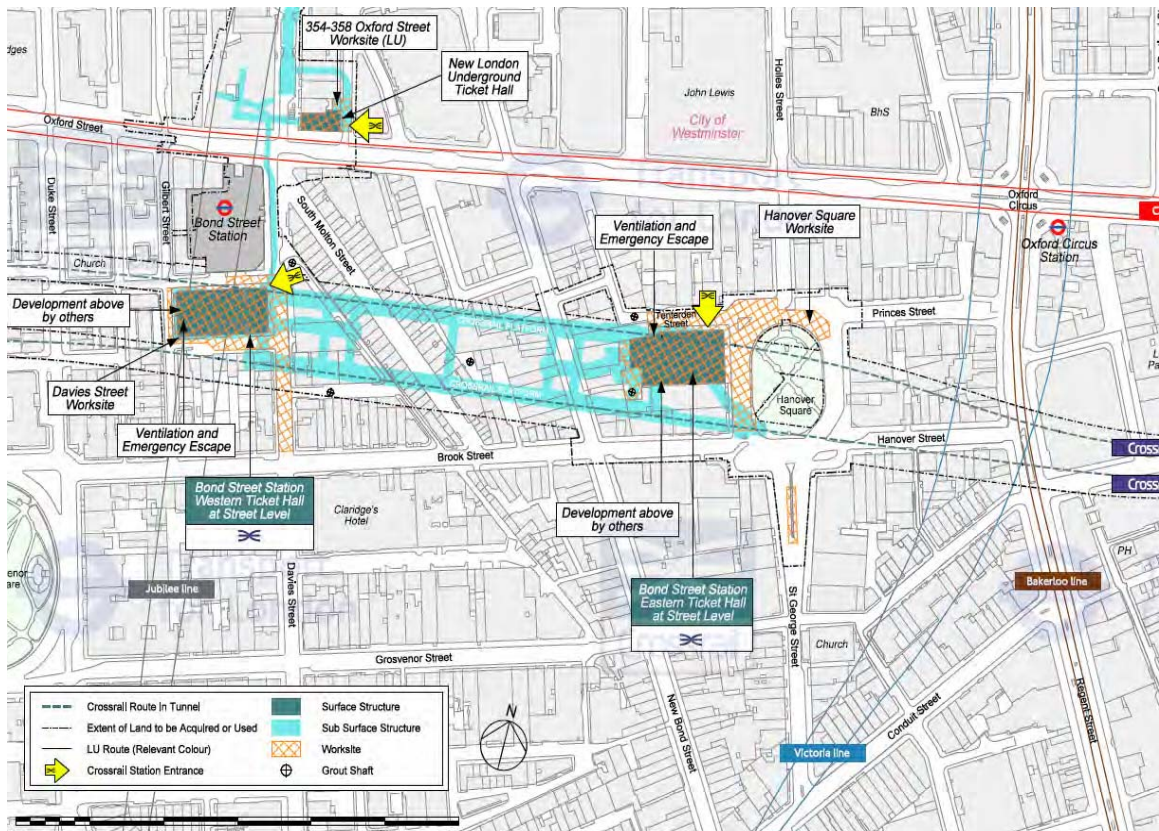 354-358 Oxford Street
Worksite (LU)
New London
Underground
Ticket Hall
John Lewis
City of
Westminster
Holles Street
BhS
Oxford Street
Duke Street
Gilbert Street
Bond Street
Station
South Molton Street
Church
Ventilation and
Emergency Escape
Hanover Square
Worksite
Oxford
Circus
Oxford Circus
Station
Development above
by others
Tenterden
Street
Princes Street
Davies Street
Worksite
Hanover
Square
Ventilation and
Emergency Escape
Brook Street
Hanover Street
Bond Street Station
Western Ticket Hall
at Street Level
Claridge's
Hotel
Development above
by others
Jubilee line
Davies Street
Bond Street Station
Eastern Ticket Hall
at Street Level
St George Street
Church
PH
Bakerloo line
Grosvenor Street
New Bond Street
Conduit Street
Regent Street
Victoria line
Crossrail Route In Tunnel
Extent of Land to be Acquired or Used
LU Route (Relevant Colour)
Crossrail Station Entrance
Surface Structure
Sub Surface Structure
Worksite
Grout Shaft
N